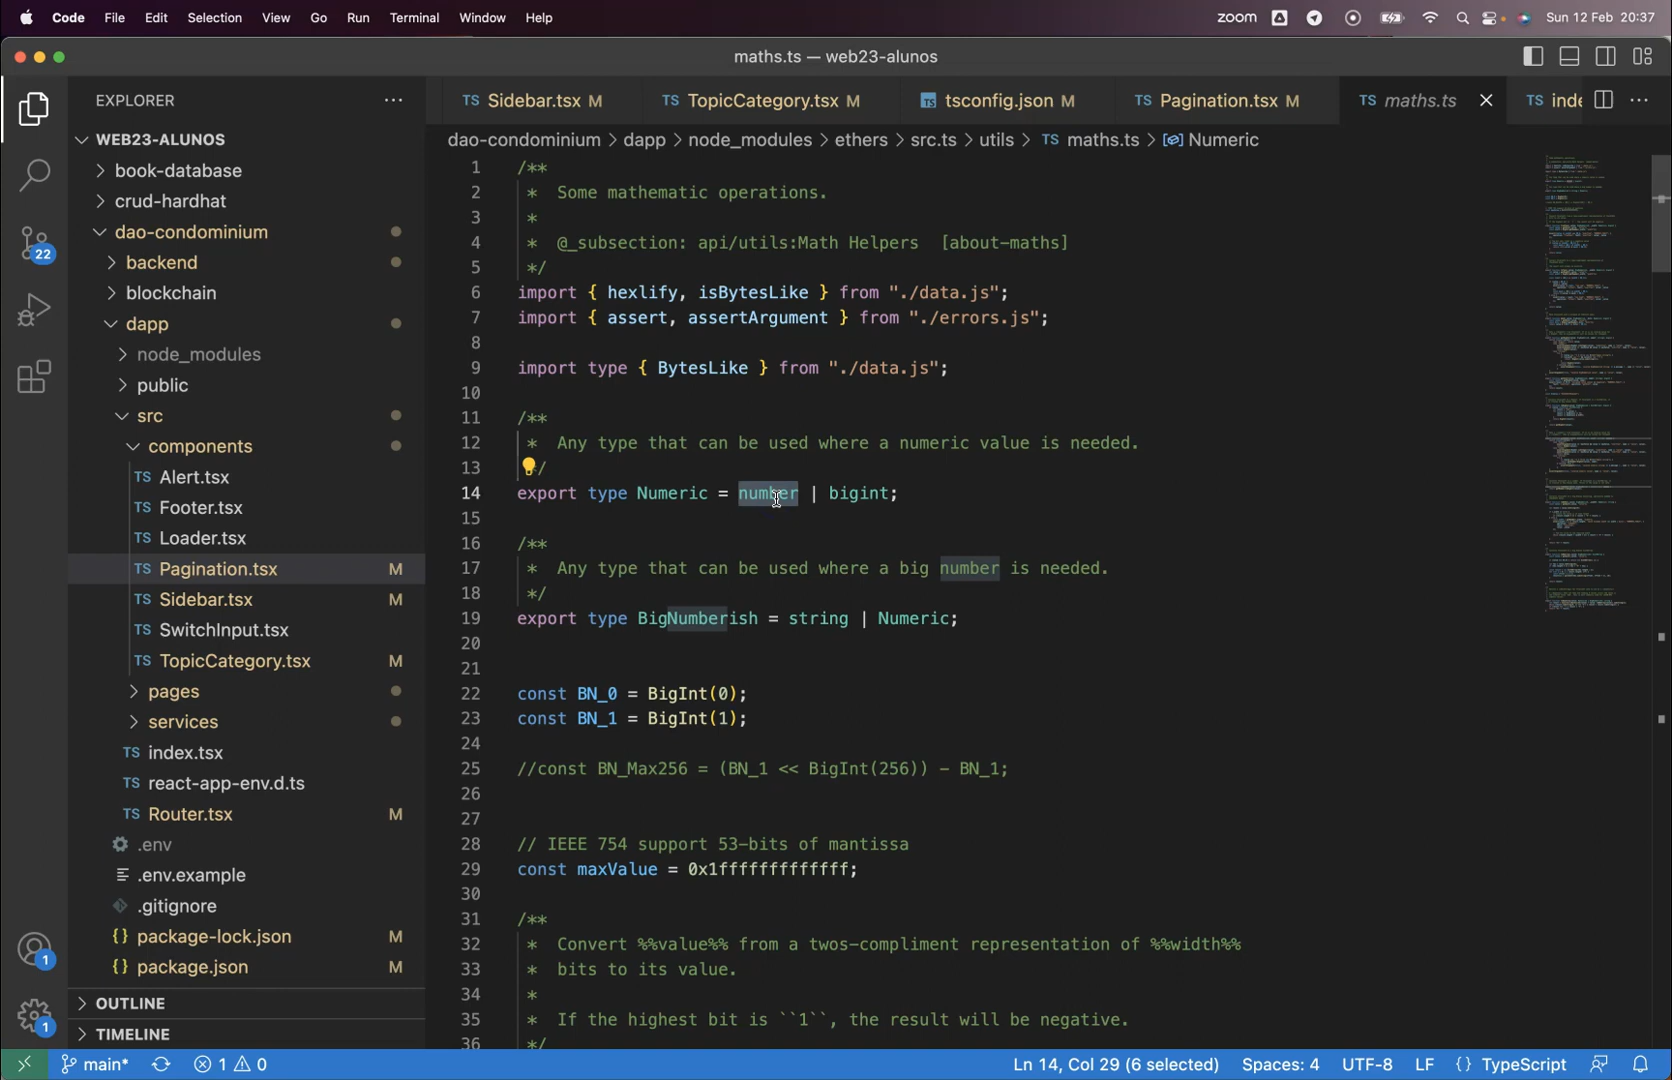 Code File Edit Selection View Go Run Terminal Window Help zoom Sun 12 Feb 20:37
maths.ts — web23-alunos
EXPLORER
WEB23-ALUNOS
book-database
crud-hardhat
dao-condominium
backend
blockchain
dapp
node_modules
public
src
components
TS Alert.tsx
TS Footer.tsx
TS Loader.tsx
TS Pagination.tsx M
TS Sidebar.tsx M
TS SwitchInput.tsx
TS TopicCategory.tsx M
pages
services
TS index.tsx
TS react-app-env.d.ts
TS Router.tsx M
.env
.env.example
.gitignore
{} package-lock.json M
{} package.json M
OUTLINE
TIMELINE
22
1
1
TS Sidebar.tsx M TS TopicCategory.tsx M TS tsconfig.json M TS Pagination.tsx M TS maths.ts TS inde
dao-condominium > dapp > node_modules > ethers > src.ts > utils > TS maths.ts > Numeric
1 /**
2 * Some mathematic operations.
3 *
4 * @_subsection: api/utils:Math Helpers [about-maths]
5 */
6 import { hexlify, isBytesLike } from "./data.js";
7 import { assert, assertArgument } from "./errors.js";
8
9 import type { BytesLike } from "./data.js";
10
11 /**
12 * Any type that can be used where a numeric value is needed.
13 /
14 export type Numeric = number | bigint;
15
16 /**
17 * Any type that can be used where a big number is needed.
18 */
19 export type BigNumberish = string | Numeric;
20
21
22 const BN_0 = BigInt(0);
23 const BN_1 = BigInt(1);
24
25 //const BN_Max256 = (BN_1 << BigInt(256)) - BN_1;
26
27
28 // IEEE 754 support 53-bits of mantissa
29 const maxValue = 0x1fffffffffffff;
30
31 /**
32 * Convert %%value%% from a twos-compliment representation of %%width%%
33 * bits to its value.
34 *
35 * If the highest bit is ``1``, the result will be negative.
36 */
main* 1 0 Ln 14, Col 29 (6 selected) Spaces: 4 UTF-8 LF {} TypeScript